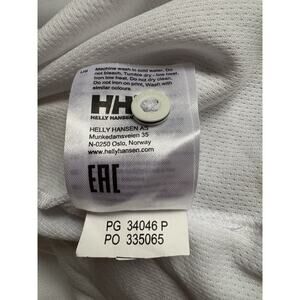 Machine wash in cold water. Do
not bleach, Tumble dry - low heat,
Iron low heat. Do not dry clean.
Do not iron on print, Wash with
similar colours.
HH
HELLY HANSEN
HELLY HANSEN AS
Munkedamsveien 35
N-0250 Oslo, Norway
www.hellyhansen.com
EAC
PG 34046 P
PO 335065